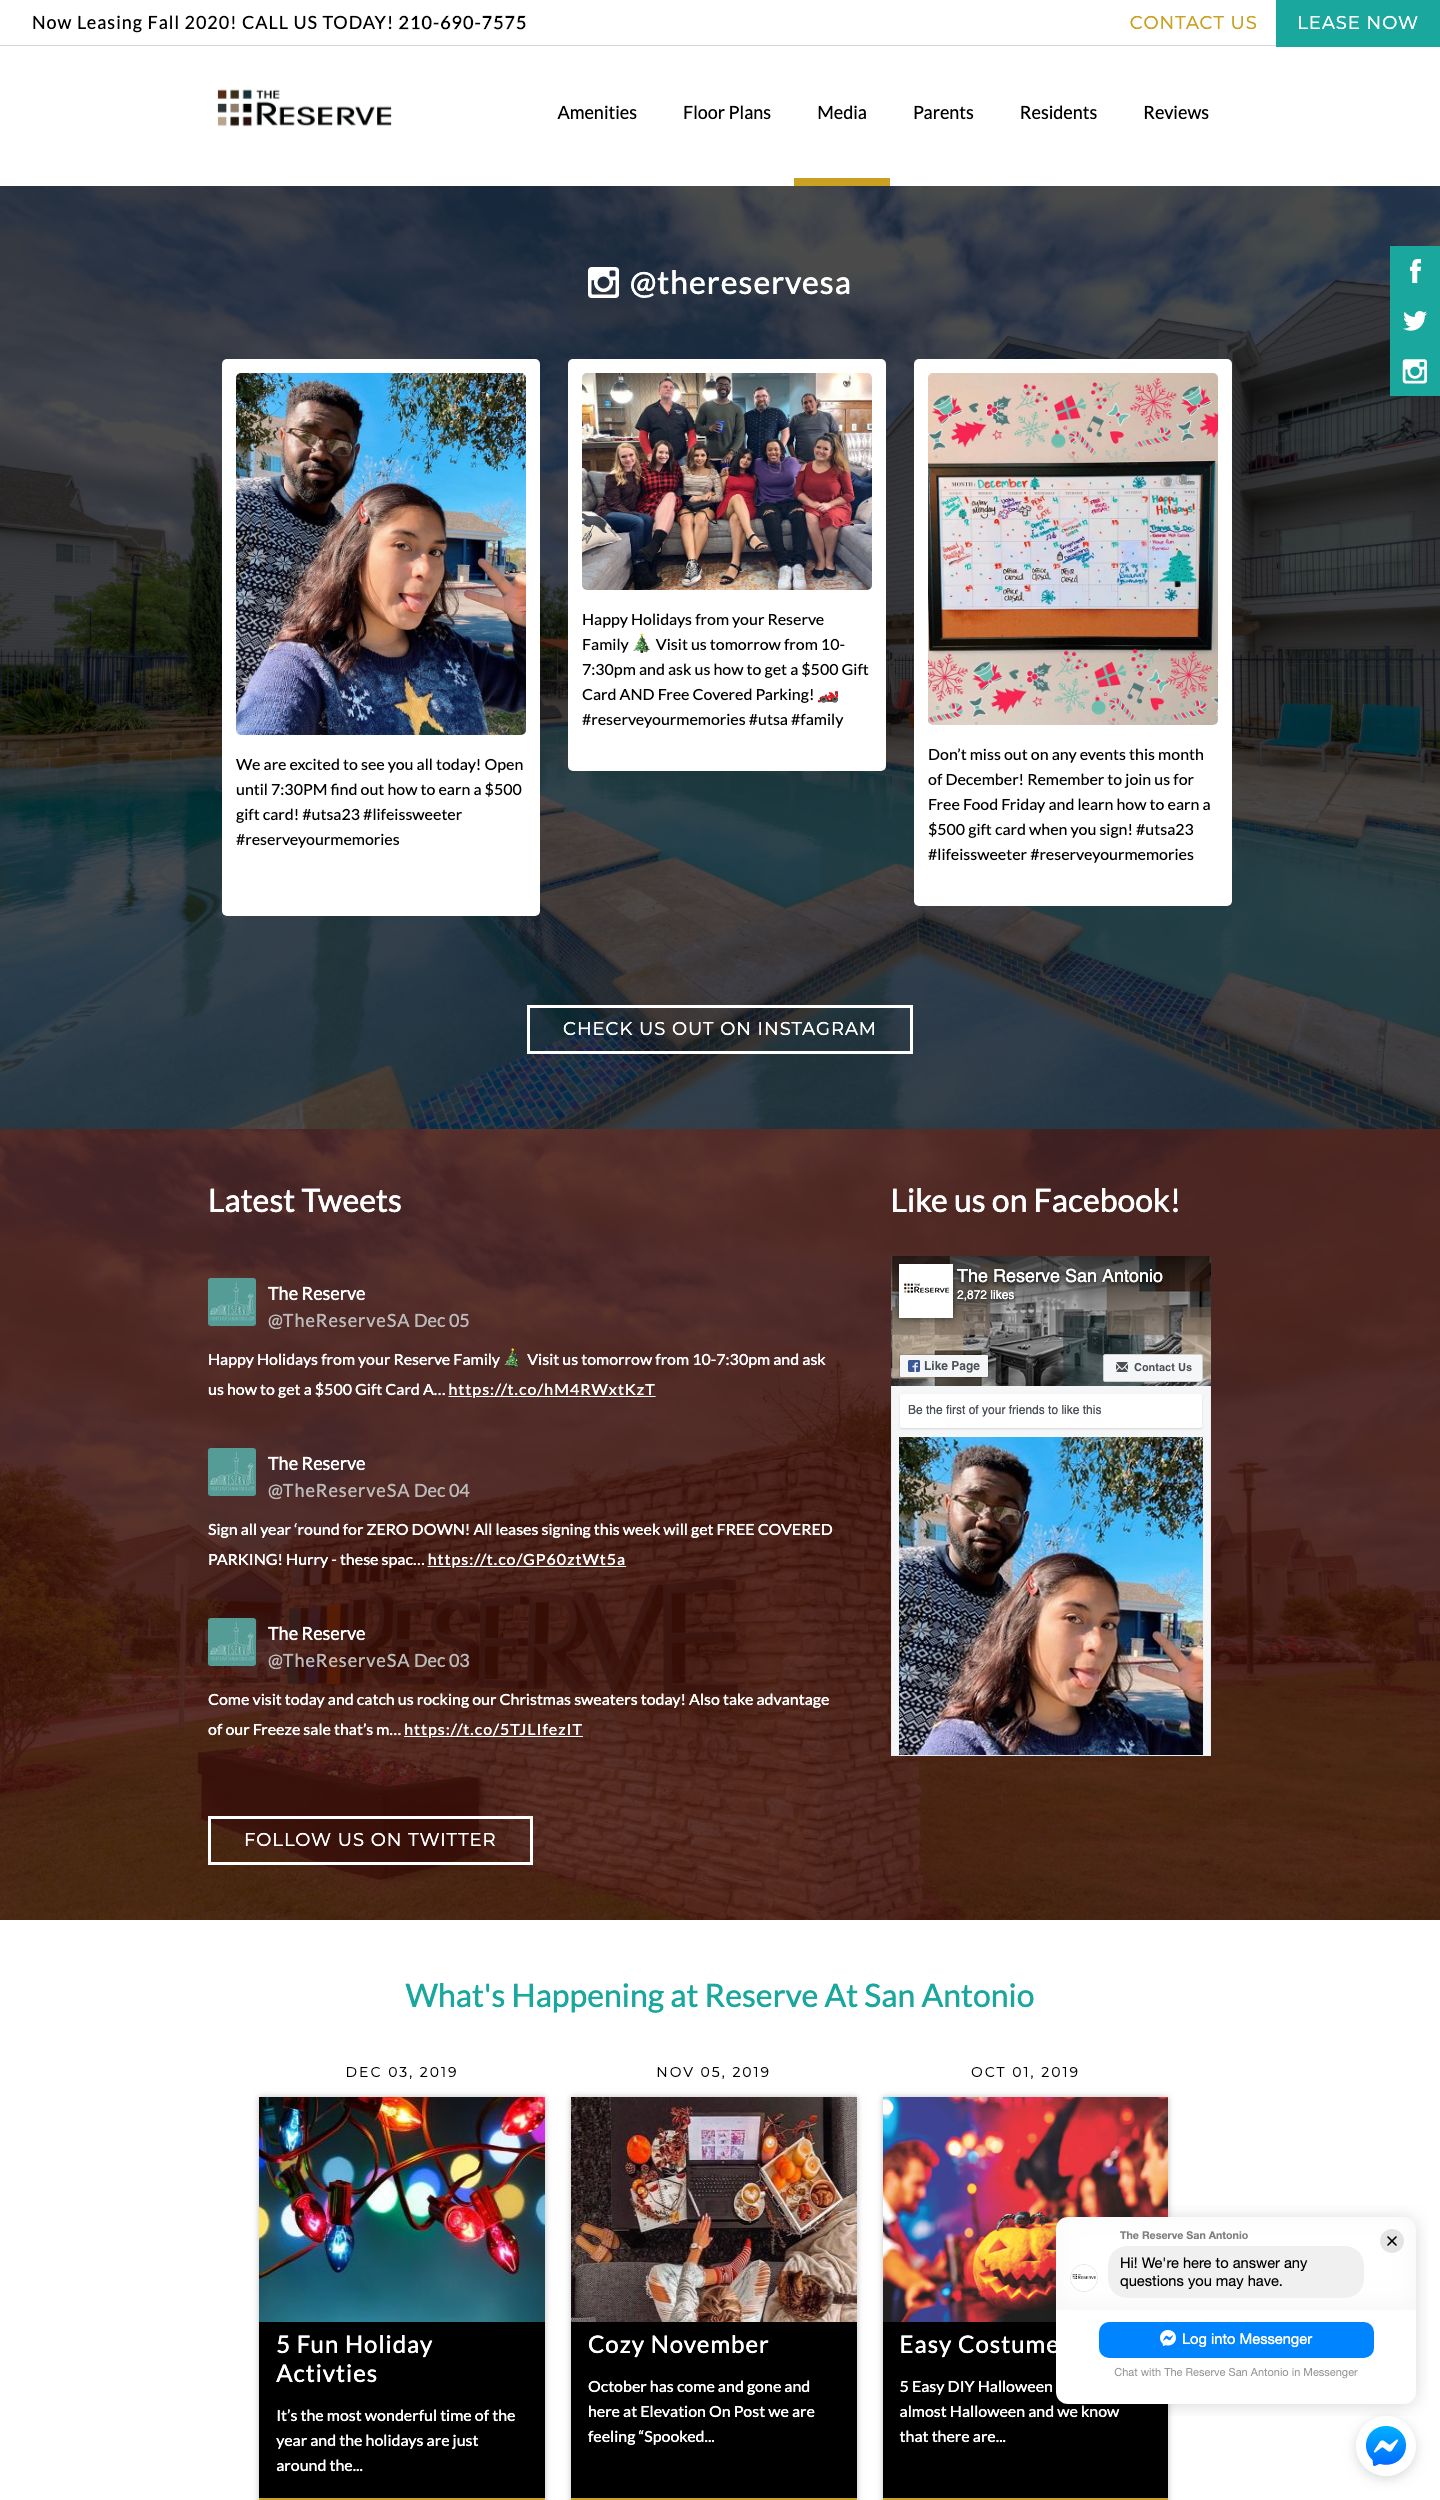 Now Leasing Fall 2020! CALL US TODAY! 210-690-7575
CONTACT US
LEASE NOW
THE
RESERVE
Amenities
Floor Plans
Media
Parents
Residents
Reviews
@thereservesa
We are excited to see you all today! Open
until 7:30PM find out how to earn a $500
gift card! #utsa23 #lifeissweeter
#reserveyourmemories
Happy Holidays from your Reserve
Family 🎄 Visit us tomorrow from 10-
7:30pm and ask us how to get a $500 Gift
Card AND Free Covered Parking! 🏎
#reserveyourmemories #utsa #family
MONTH: December
Happy
Holidays!
Things to Do:
Don’t miss out on any events this month
of December! Remember to join us for
Free Food Friday and learn how to earn a
$500 gift card when you sign! #utsa23
#lifeissweeter #reserveyourmemories
CHECK US OUT ON INSTAGRAM
Latest Tweets
The Reserve
@TheReserveSA Dec 05
Happy Holidays from your Reserve Family 🎄 Visit us tomorrow from 10-7:30pm and ask
us how to get a $500 Gift Card A... https://t.co/hM4RWxtKzT
The Reserve
@TheReserveSA Dec 04
Sign all year ‘round for ZERO DOWN! All leases signing this week will get FREE COVERED
PARKING! Hurry - these spac... https://t.co/GP60ztWt5a
The Reserve
@TheReserveSA Dec 03
Come visit today and catch us rocking our Christmas sweaters today! Also take advantage
of our Freeze sale that’s m... https://t.co/5TJLIfezIT
FOLLOW US ON TWITTER
Like us on Facebook!
THE
RESERVE
The Reserve San Antonio
2,872 likes
Like Page
Contact Us
Be the first of your friends to like this
What's Happening at Reserve At San Antonio
DEC 03, 2019
5 Fun Holiday
Activties
It’s the most wonderful time of the
year and the holidays are just
around the...
NOV 05, 2019
Cozy November
October has come and gone and
here at Elevation On Post we are
feeling “Spooked...
OCT 01, 2019
Easy Costume
5 Easy DIY Halloween
almost Halloween and we know
that there are...
The Reserve San Antonio
Hi! We're here to answer any
questions you may have.
Log into Messenger
Chat with The Reserve San Antonio in Messenger